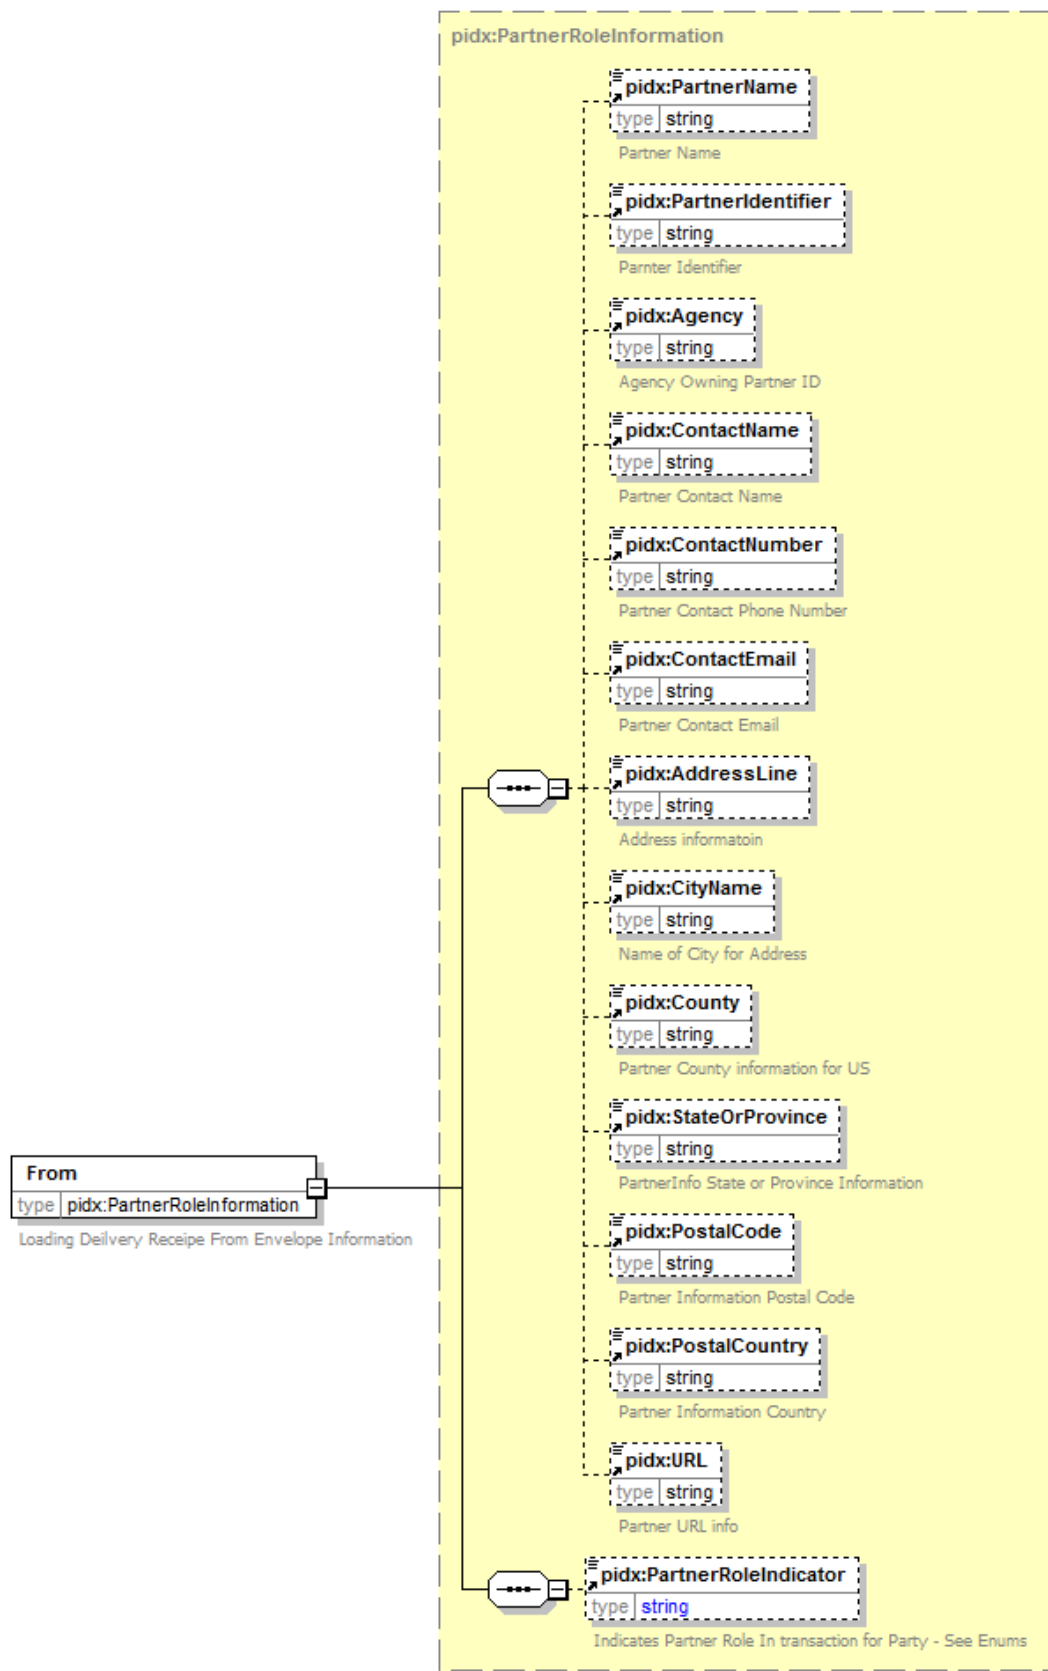 pidx:PartnerRoleInformation
pidx:PartnerName
type string
Partner Name
pidx:PartnerIdentifier
type string
Parnter Identifier
pidx:Agency
type string
Agency Owning Partner ID
pidx:ContactName
type string
Partner Contact Name
pidx:ContactNumber
type string
Partner Contact Phone Number
pidx:ContactEmail
type string
Partner Contact Email
pidx:AddressLine
type string
Address informatoin
pidx:CityName
type string
Name of City for Address
pidx:County
type string
Partner County information for US
pidx:StateOrProvince
type string
PartnerInfo State or Province Information
From
type pidx:PartnerRoleInformation
Loading Deilvery Receipe From Envelope Information
pidx:PostalCode
type string
Partner Information Postal Code
pidx:PostalCountry
type string
Partner Information Country
pidx:URL
type string
Partner URL info
pidx:PartnerRoleIndicator
type string
Indicates Partner Role In transaction for Party - See Enums